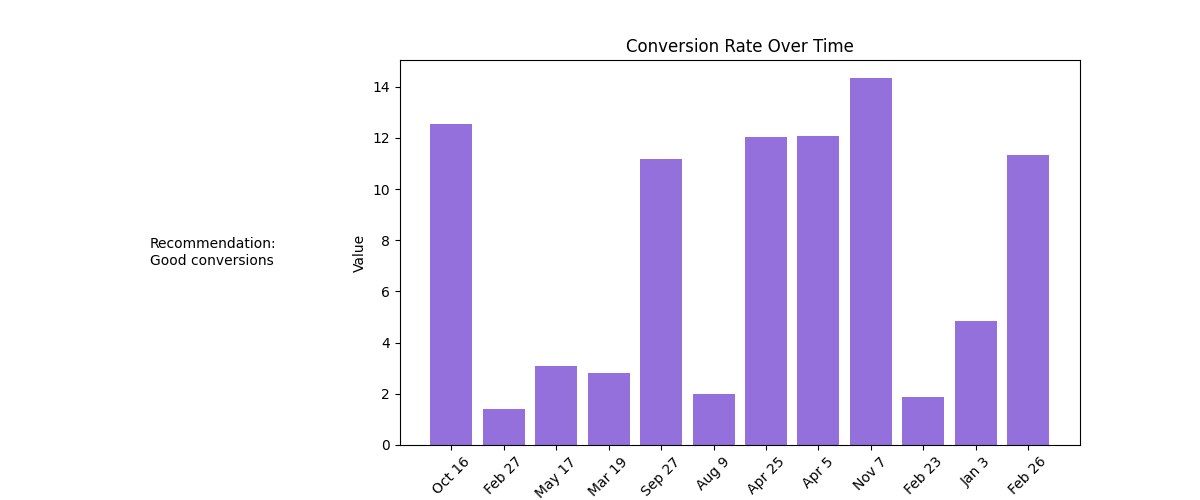 Conversion Rate Over Time
Recommendation:
Good conversions
Value
14
12
10
8
6
4
2
0
Oct 16
Feb 27
May 17
Mar 19
Sep 27
Aug 9
Apr 25
Apr 5
Nov 7
Feb 23
Jan 3
Feb 26